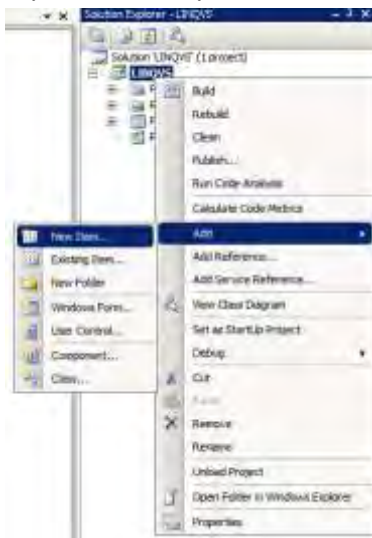 Solution Explorer - LINQVS
Solution 'LINQVS' (1 project)
LINQVS
Build
Rebuild
Clean
Publish...
Run Code Analysis
Calculate Code Metrics
Add
New Item...
Existing Item...
New Folder
Windows Form...
User Control...
Component...
Class...
Add Reference...
Add Service Reference...
View Class Diagram
Set as StartUp Project
Debug
Cut
Paste
Remove
Rename
Unload Project
Open Folder in Windows Explorer
Properties